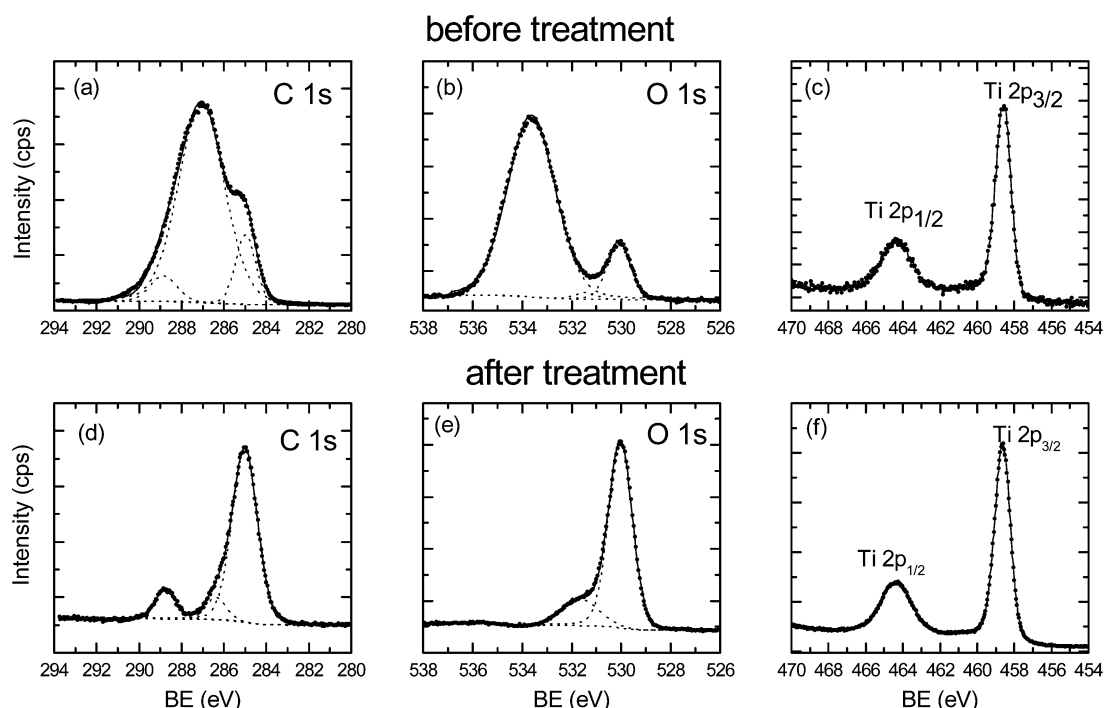 before treatment
(a)
C 1s
Intensity (cps)
294 292 290 288 286 284 282 280
(b)
O 1s
538 536 534 532 530 528 526
(c)
Ti 2p3/2
Ti 2p1/2
470 468 466 464 462 460 458 456 454
after treatment
(d)
C 1s
Intensity (cps)
294 292 290 288 286 284 282 280
BE (eV)
(e)
O 1s
538 536 534 532 530 528 526
BE (eV)
(f)
Ti 2p3/2
Ti 2p1/2
470 468 466 464 462 460 458 456 454
BE (eV)